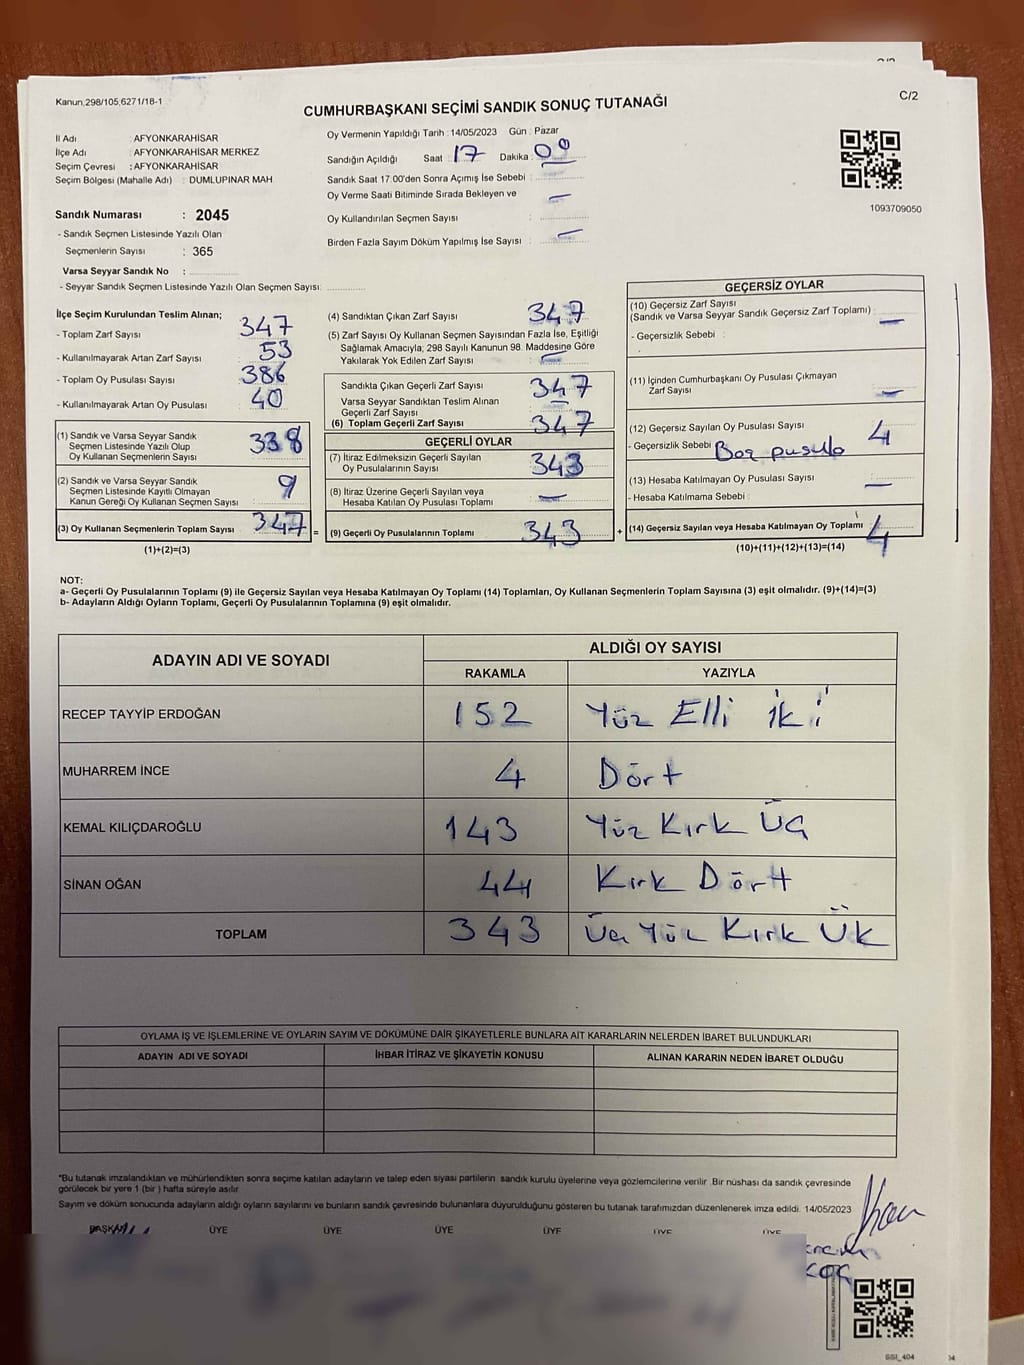 Kanun,298/105,6271/18-1
C/2
CUMHURBAŞKANI SEÇİMİ SANDIK SONUÇ TUTANAĞI
İl Adı : AFYONKARAHİSAR
İlçe Adı : AFYONKARAHİSAR MERKEZ
Seçim Çevresi : AFYONKARAHİSAR
Seçim Bölgesi (Mahalle Adı) : DUMLUPINAR MAH.
Oy Vermenin Yapıldığı Tarih : 14/05/2023 Gün : Pazar
Sandığın Açıldığı Saat 17 Dakika : 00
Sandık Saat 17:00'den Sonra Açımış İse Sebebi :
Oy Verme Saati Bitiminde Sırada Bekleyen ve
Oy Kullandırılan Seçmen Sayısı : —
Birden Fazla Sayım Döküm Yapılmış İse Sayısı : —
1093709050
Sandık Numarası : 2045
- Sandık Seçmen Listesinde Yazılı Olan
Seçmenlerin Sayısı : 365
Varsa Seyyar Sandık No :
- Seyyar Sandık Seçmen Listesinde Yazılı Olan Seçmen Sayısı:
İlçe Seçim Kurulundan Teslim Alınan;
- Toplam Zarf Sayısı 347
- Kullanılmayarak Artan Zarf Sayısı 53
- Toplam Oy Pusulası Sayısı 386
- Kullanılmayarak Artan Oy Pusulası 40
(1) Sandık ve Varsa Seyyar Sandık
Seçmen Listesinde Yazılı Olup
Oy Kullanan Seçmenlerin Sayısı 338
(2) Sandık ve Varsa Seyyar Sandık
Seçmen Listesinde Kayıtlı Olmayan
Kanun Gereği Oy Kullanan Seçmen Sayısı 9
(3) Oy Kullanan Seçmenlerin Toplam Sayısı 347 =
(1)+(2)=(3)
(4) Sandıktan Çıkan Zarf Sayısı 347
(5) Zarf Sayısı Oy Kullanan Seçmen Sayısından Fazla İse, Eşitliği
Sağlamak Amacıyla; 298 Sayılı Kanunun 98. Maddesine Göre
Yakılarak Yok Edilen Zarf Sayısı —
Sandıkta Çıkan Geçerli Zarf Sayısı 347
Varsa Seyyar Sandıktan Teslim Alınan
Geçerli Zarf Sayısı —
(6) Toplam Geçerli Zarf Sayısı 347
GEÇERLİ OYLAR
(7) İtiraz Edilmeksizin Geçerli Sayılan
Oy Pusulalarının Sayısı 343
(8) İtiraz Üzerine Geçerli Sayılan veya
Hesaba Katılan Oy Pusulası Toplamı —
(9) Geçerli Oy Pusulalarının Toplamı 343 +
GEÇERSİZ OYLAR
(10) Geçersiz Zarf Sayısı
(Sandık ve Varsa Seyyar Sandık Geçersiz Zarf Toplamı) : —
- Geçersizlik Sebebi :
(11) İçinden Cumhurbaşkanı Oy Pusulası Çıkmayan
Zarf Sayısı —
(12) Geçersiz Sayılan Oy Pusulası Sayısı 4
- Geçersizlik Sebebi Boş pusula
(13) Hesaba Katılmayan Oy Pusulası Sayısı —
- Hesaba Katılmama Sebebi :
(14) Geçersiz Sayılan veya Hesaba Katılmayan Oy Toplamı 4
(10)+(11)+(12)+(13)=(14)
NOT:
a- Geçerli Oy Pusulalarının Toplamı (9) ile Geçersiz Sayılan veya Hesaba Katılmayan Oy Toplamı (14) Toplamları, Oy Kullanan Seçmenlerin Toplam Sayısına (3) eşit olmalıdır. (9)+(14)=(3)
b- Adayların Aldığı Oyların Toplamı, Geçerli Oy Pusulalarının Toplamına (9) eşit olmalıdır.
ADAYIN ADI VE SOYADI
ALDIĞI OY SAYISI
RAKAMLA YAZIYLA
RECEP TAYYİP ERDOĞAN 152 Yüz Elli İki
MUHARREM İNCE 4 Dört
KEMAL KILIÇDAROĞLU 143 Yüz Kırk Üç
SİNAN OĞAN 44 Kırk Dört
TOPLAM 343 Üç Yüz Kırk Ük
OYLAMA İŞ VE İŞLEMLERİNE VE OYLARIN SAYIM VE DÖKÜMÜNE DAİR ŞİKAYETLERLE BUNLARA AİT KARARLARIN NELERDEN İBARET BULUNDUKLARI
ADAYIN ADI VE SOYADI İHBAR İTİRAZ VE ŞİKAYETİN KONUSU ALINAN KARARIN NEDEN İBARET OLDUĞU
*Bu tutanak imzalandıktan ve mühürlendikten sonra seçime katılan adayların ve talep eden siyasi partilerin sandık kurulu üyelerine veya gözlemcilerine verilir .Bir nüshası da sandık çevresinde
görülecek bir yere 1 (bir ) hafta süreyle asılır
Sayım ve döküm sonucunda adayların aldığı oyların sayılarını ve bunların sandık çevresinde bulunanlara duyurulduğunu gösteren bu tutanak tarafımızdan düzenlenerek imza edildi. 14/05/2023
BAŞKAN ÜYE ÜYE ÜYE ÜYE ÜYE ÜYE
SSI_404